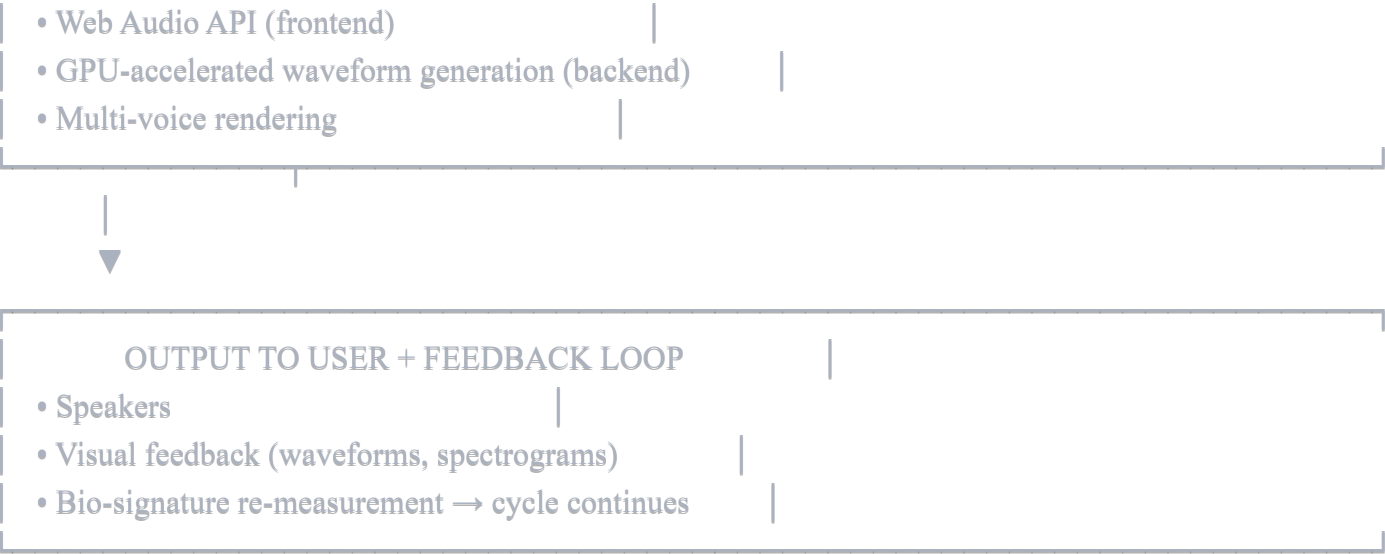 • Web Audio API (frontend)
• GPU-accelerated waveform generation (backend)
• Multi-voice rendering
OUTPUT TO USER + FEEDBACK LOOP
• Speakers
• Visual feedback (waveforms, spectrograms)
• Bio-signature re-measurement → cycle continues